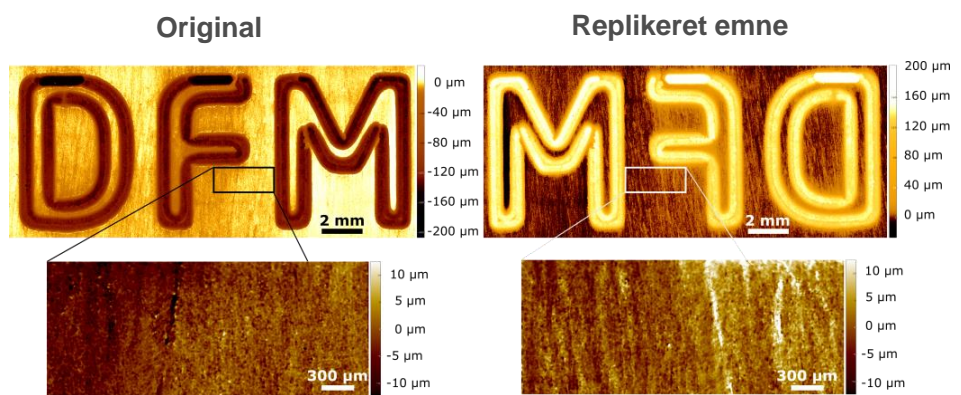 Original
Replikeret emne
DFM
2 mm
0 µm
-40 µm
-80 µm
-120 µm
-160 µm
-200 µm
DFM
2 mm
200 µm
160 µm
120 µm
80 µm
40 µm
0 µm
300 µm
10 µm
5 µm
0 µm
-5 µm
-10 µm
300 µm
10 µm
5 µm
0 µm
-5 µm
-10 µm